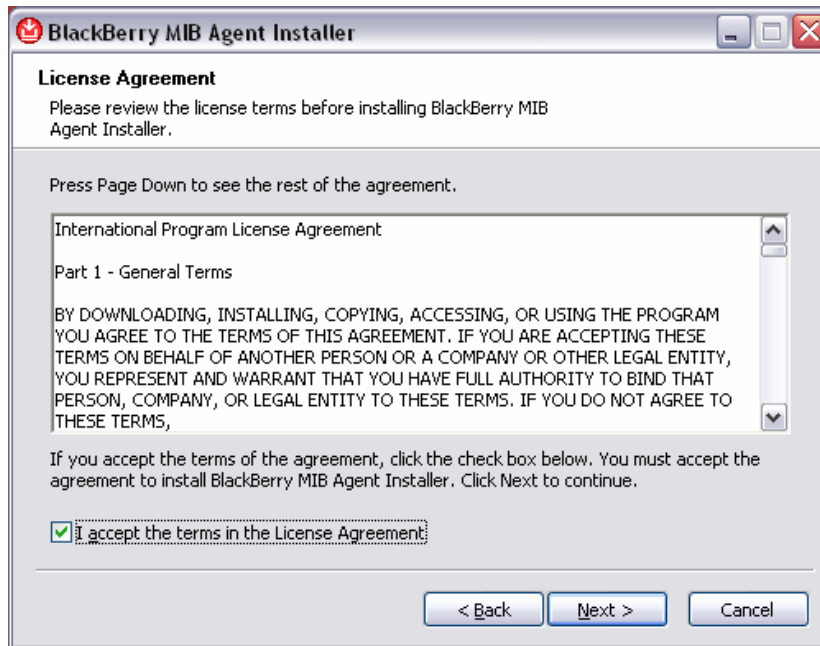 BlackBerry MIB Agent Installer
License Agreement
Please review the license terms before installing BlackBerry MIB
Agent Installer.
Press Page Down to see the rest of the agreement.
International Program License Agreement
Part 1 - General Terms
BY DOWNLOADING, INSTALLING, COPYING, ACCESSING, OR USING THE PROGRAM
YOU AGREE TO THE TERMS OF THIS AGREEMENT. IF YOU ARE ACCEPTING THESE
TERMS ON BEHALF OF ANOTHER PERSON OR A COMPANY OR OTHER LEGAL ENTITY,
YOU REPRESENT AND WARRANT THAT YOU HAVE FULL AUTHORITY TO BIND THAT
PERSON, COMPANY, OR LEGAL ENTITY TO THESE TERMS. IF YOU DO NOT AGREE TO
THESE TERMS,
If you accept the terms of the agreement, click the check box below. You must accept the
agreement to install BlackBerry MIB Agent Installer. Click Next to continue.
I accept the terms in the License Agreement
< Back Next > Cancel